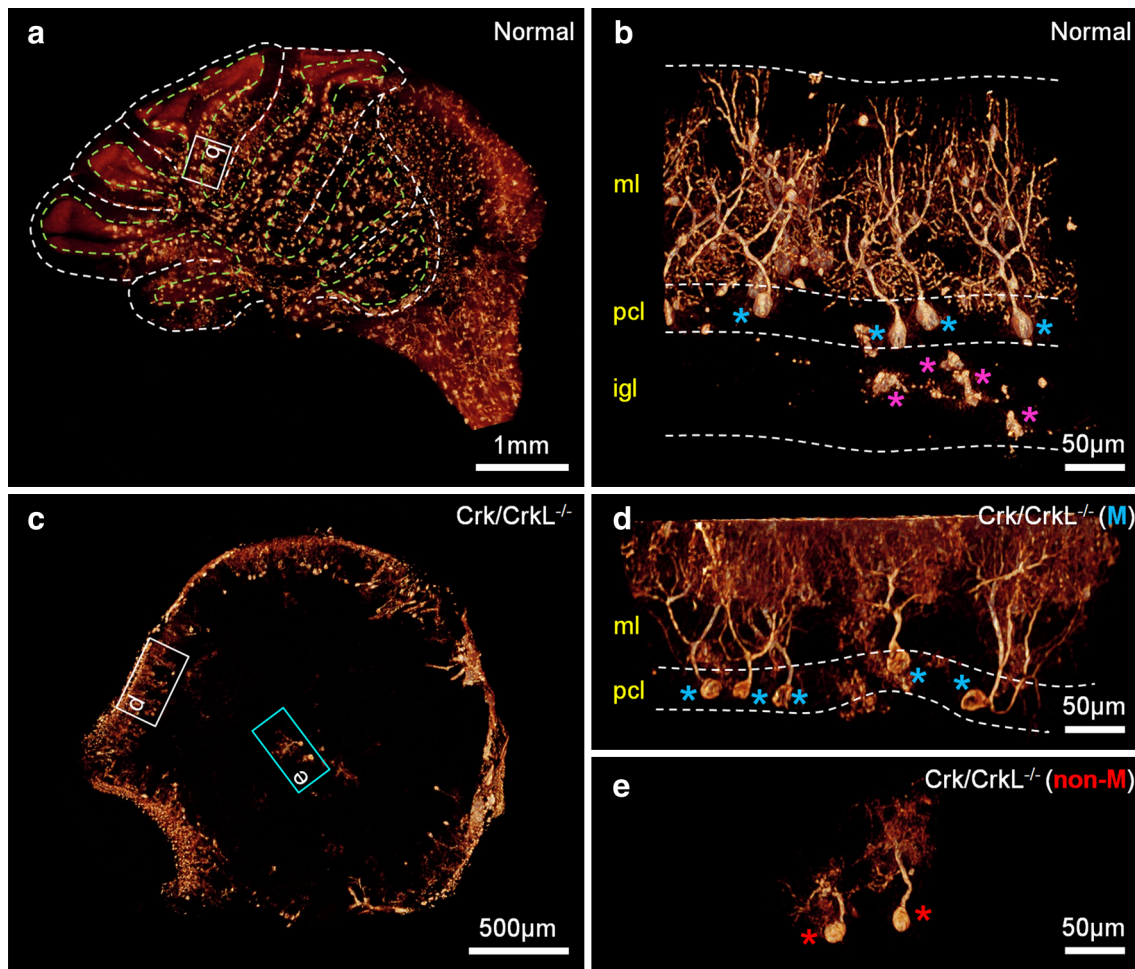 a
Normal
b
1mm
b
Normal
ml
pcl
igl
* * * *
* * * *
50µm
c
Crk/CrkL-/-
d
e
500µm
d
Crk/CrkL-/- (M)
ml
pcl
* * * * *
50µm
e
Crk/CrkL-/- (non-M)
* *
50µm